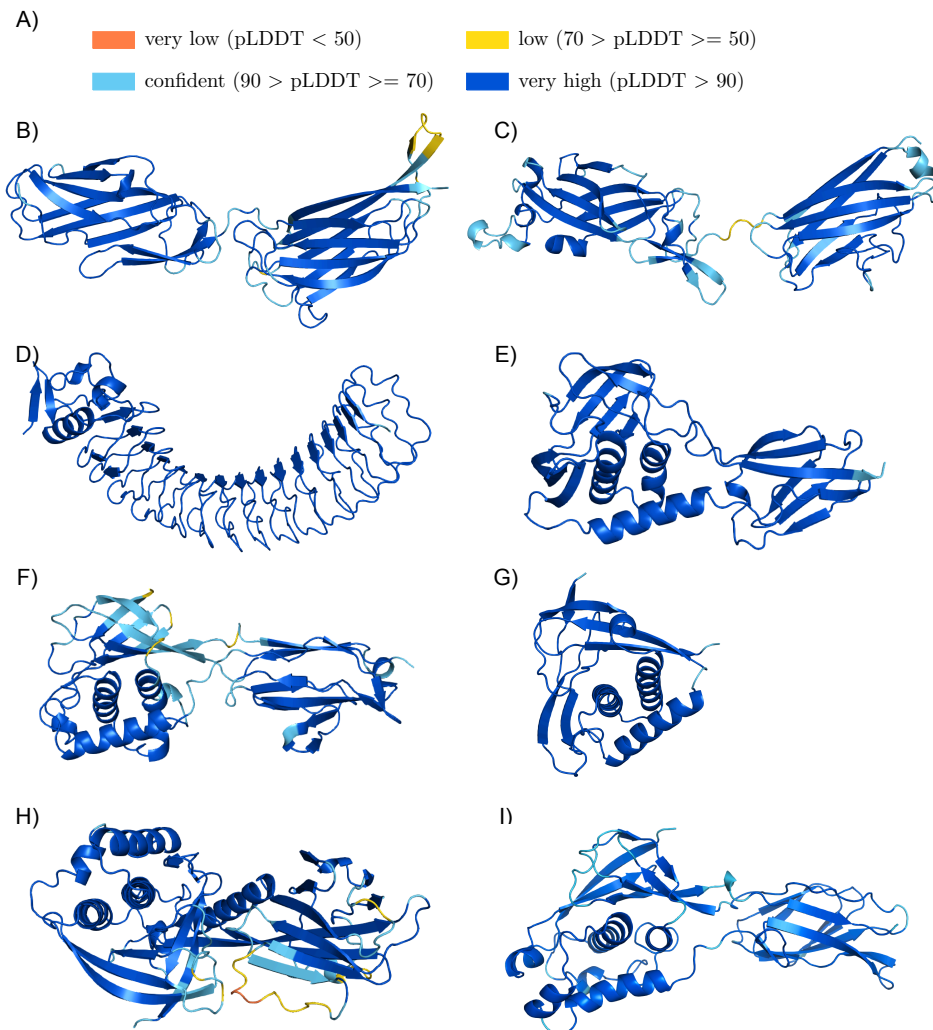 A)
very low (pLDDT < 50)
low (70 > pLDDT >= 50)
confident (90 > pLDDT >= 70)
very high (pLDDT > 90)
B)
C)
D)
E)
F)
G)
H)
I)